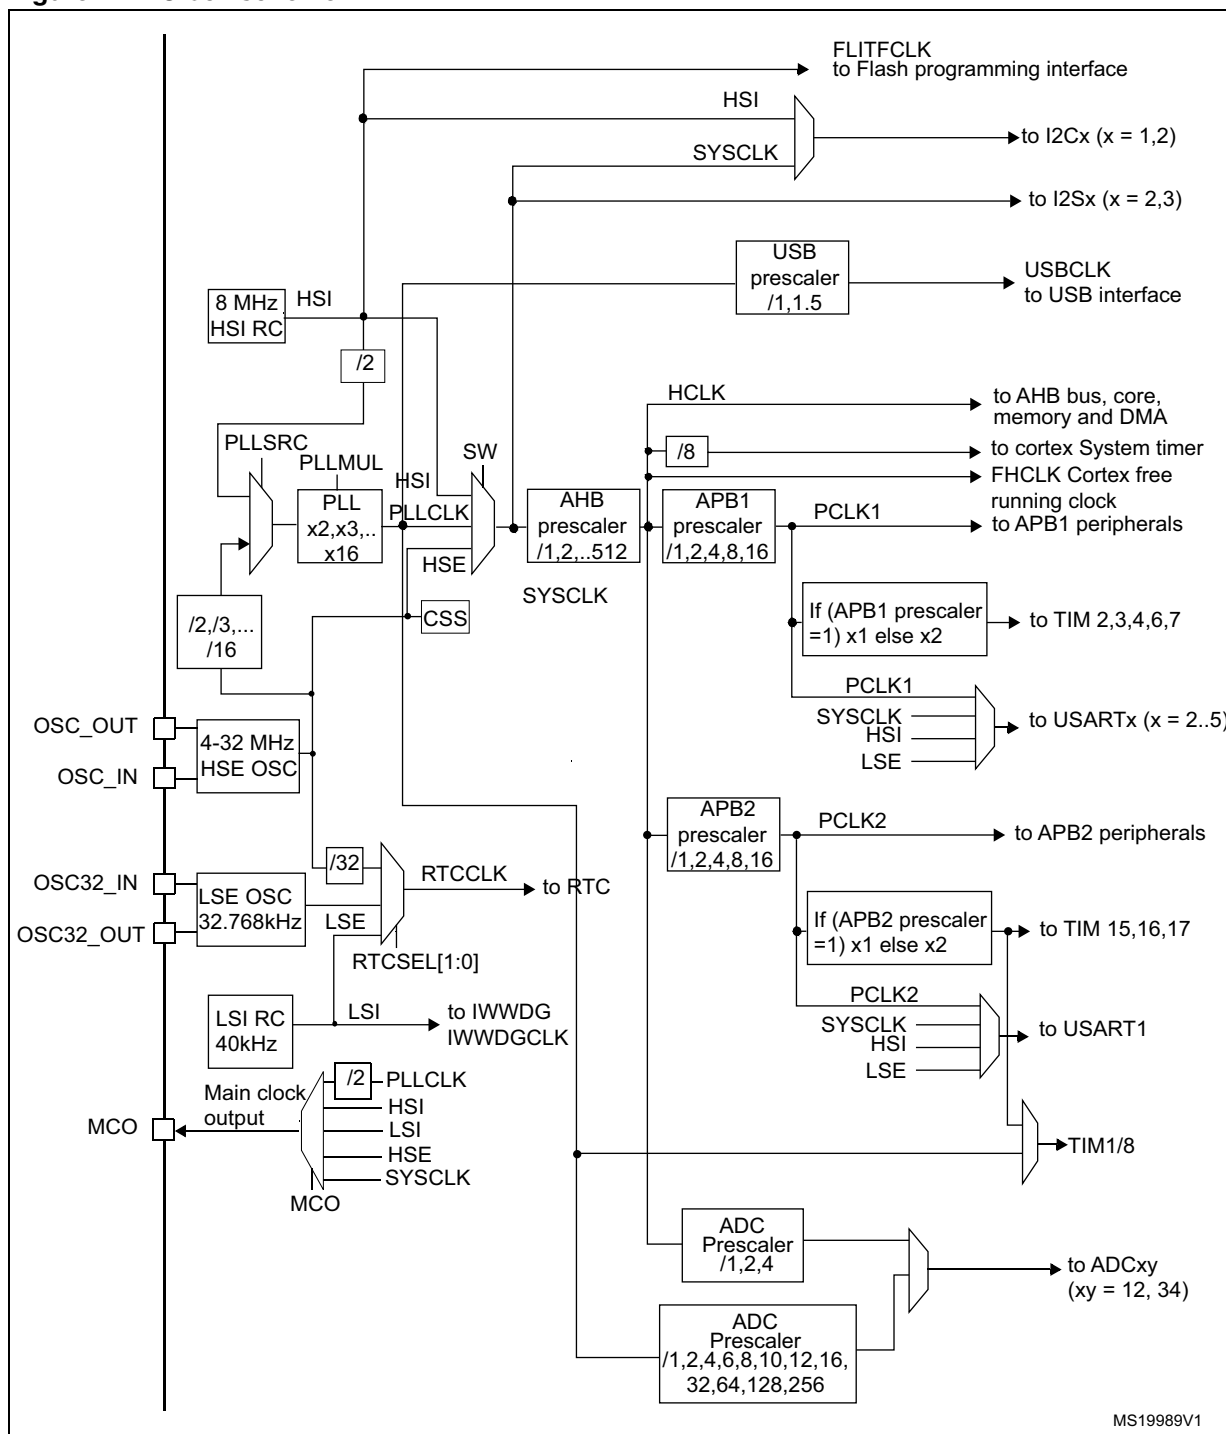 FLITFCLK
to Flash programming interface
HSI
to I2Cx (x = 1,2)
SYSCLK
to I2Sx (x = 2,3)
USB
prescaler
/1,1.5
USBCLK
to USB interface
8 MHz
HSI RC
HSI
/2
HCLK
to AHB bus, core,
memory and DMA
/8
to cortex System timer
FHCLK Cortex free
running clock
PLLSRC
PLLMUL
HSI
SW
PLL
x2,x3,..
x16
PLLCLK
HSE
AHB
prescaler
/1,2,..512
APB1
prescaler
/1,2,4,8,16
PCLK1
to APB1 peripherals
SYSCLK
CSS
/2,/3,...
/16
If (APB1 prescaler
=1) x1 else x2
to TIM 2,3,4,6,7
PCLK1
SYSCLK
HSI
LSE
to USARTx (x = 2..5)
OSC_OUT
OSC_IN
4-32 MHz
HSE OSC
APB2
prescaler
/1,2,4,8,16
PCLK2
to APB2 peripherals
/32
RTCCLK
to RTC
OSC32_IN
OSC32_OUT
LSE OSC
32.768kHz
LSE
RTCSEL[1:0]
If (APB2 prescaler
=1) x1 else x2
to TIM 15,16,17
LSI RC
40kHz
LSI
to IWWDG
IWWDGCLK
PCLK2
SYSCLK
HSI
LSE
to USART1
MCO
Main clock
output
/2
PLLCLK
HSI
LSI
HSE
SYSCLK
MCO
TIM1/8
ADC
Prescaler
/1,2,4
to ADCxy
(xy = 12, 34)
ADC
Prescaler
/1,2,4,6,8,10,12,16,
32,64,128,256
MS19989V1